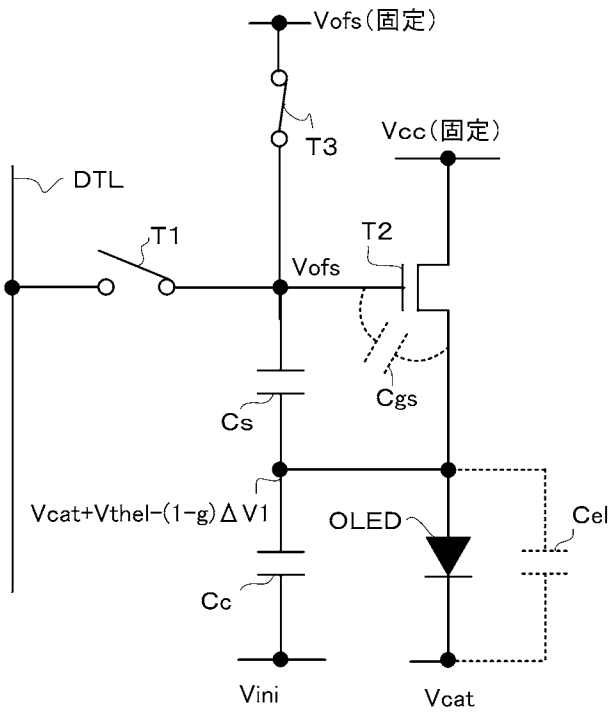 Vofs(固定)
T3
Vcc(固定)
DTL
T1
T2
Vofs
Cgs
Cs
Vcat+Vthel-(1-g)ΔV1
OLED
Cel
Cc
Vini
Vcat